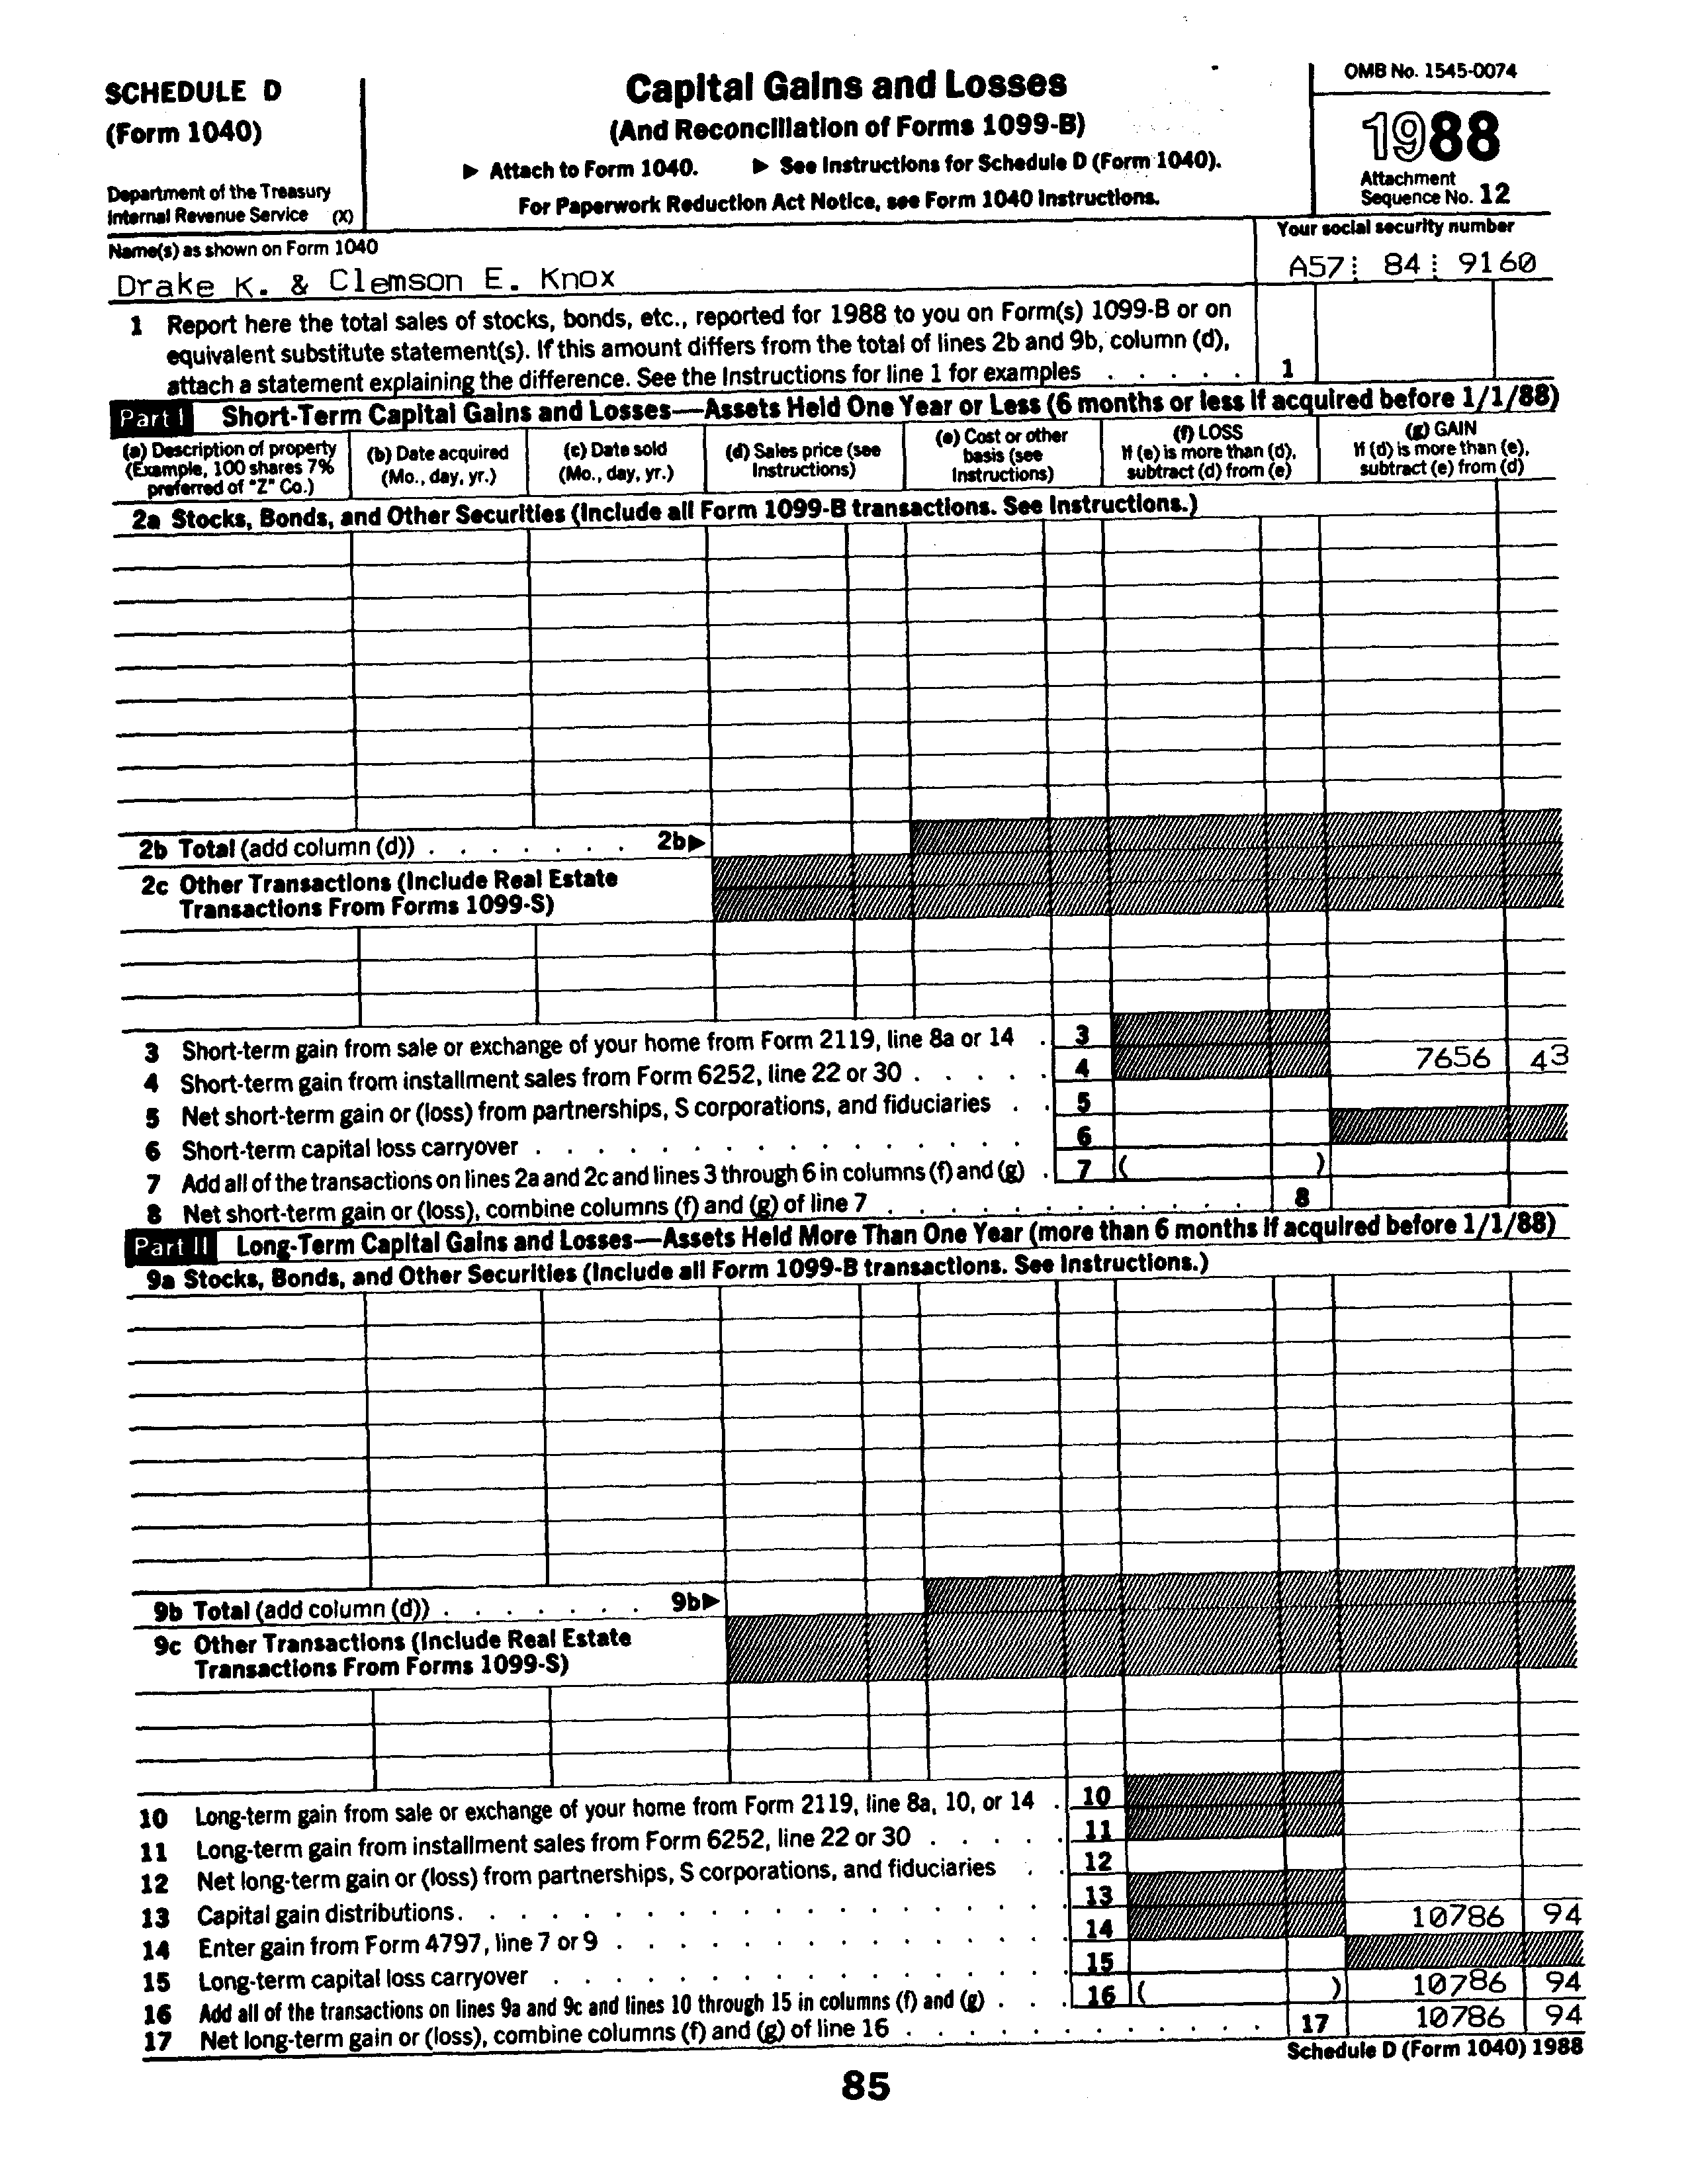 SCHEDULE D
(Form 1040)
Department of the Treasury
Internal Revenue Service (X)
Capital Gains and Losses
(And Reconciliation of Forms 1099-B)
▶ Attach to Form 1040. ▶ See Instructions for Schedule D (Form 1040).
For Paperwork Reduction Act Notice, see Form 1040 Instructions.
OMB No. 1545-0074
1988
Attachment
Sequence No. 12
Name(s) as shown on Form 1040
Drake K. & Clemson E. Knox
Your social security number
A57 84 9160
1 Report here the total sales of stocks, bonds, etc., reported for 1988 to you on Form(s) 1099-B or on
equivalent substitute statement(s). If this amount differs from the total of lines 2b and 9b, column (d),
attach a statement explaining the difference. See the Instructions for line 1 for examples . . . . . 1
Part I Short-Term Capital Gains and Losses—Assets Held One Year or Less (6 months or less if acquired before 1/1/88)
(a) Description of property
(Example, 100 shares 7%
preferred of "Z" Co.)
(b) Date acquired
(Mo., day, yr.)
(c) Date sold
(Mo., day, yr.)
(d) Sales price (see
Instructions)
(e) Cost or other
basis (see
Instructions)
(f) LOSS
If (e) is more than (d),
subtract (d) from (e)
(g) GAIN
If (d) is more than (e),
subtract (e) from (d)
2a Stocks, Bonds, and Other Securities (Include all Form 1099-B transactions. See Instructions.)
2b Total (add column (d)) . . . . . . . 2b▶
2c Other Transactions (Include Real Estate
Transactions From Forms 1099-S)
3 Short-term gain from sale or exchange of your home from Form 2119, line 8a or 14 . 3
4 Short-term gain from installment sales from Form 6252, line 22 or 30 . . . . . 4 7656 43
5 Net short-term gain or (loss) from partnerships, S corporations, and fiduciaries . . 5
6 Short-term capital loss carryover . . . . . . . . . . . . . . . 6
7 Add all of the transactions on lines 2a and 2c and lines 3 through 6 in columns (f) and (g) . 7 ( )
8 Net short-term gain or (loss), combine columns (f) and (g) of line 7 . . . . . . . . . . . 8
Part II Long-Term Capital Gains and Losses—Assets Held More Than One Year (more than 6 months if acquired before 1/1/88)
9a Stocks, Bonds, and Other Securities (Include all Form 1099-B transactions. See Instructions.)
9b Total (add column (d)) . . . . . . . 9b▶
9c Other Transactions (Include Real Estate
Transactions From Forms 1099-S)
10 Long-term gain from sale or exchange of your home from Form 2119, line 8a, 10, or 14 . 10
11 Long-term gain from installment sales from Form 6252, line 22 or 30 . . . . . 11
12 Net long-term gain or (loss) from partnerships, S corporations, and fiduciaries . . 12
13 Capital gain distributions. . . . . . . . . . . . . . . . . . 13
14 Enter gain from Form 4797, line 7 or 9 . . . . . . . . . . . . . 14 10786 94
15 Long-term capital loss carryover . . . . . . . . . . . . . . . 15
16 Add all of the transactions on lines 9a and 9c and lines 10 through 15 in columns (f) and (g) . . . 16 ( ) 10786 94
17 Net long-term gain or (loss), combine columns (f) and (g) of line 16 . . . . . . . . . . . 17 10786 94
Schedule D (Form 1040) 1988
85